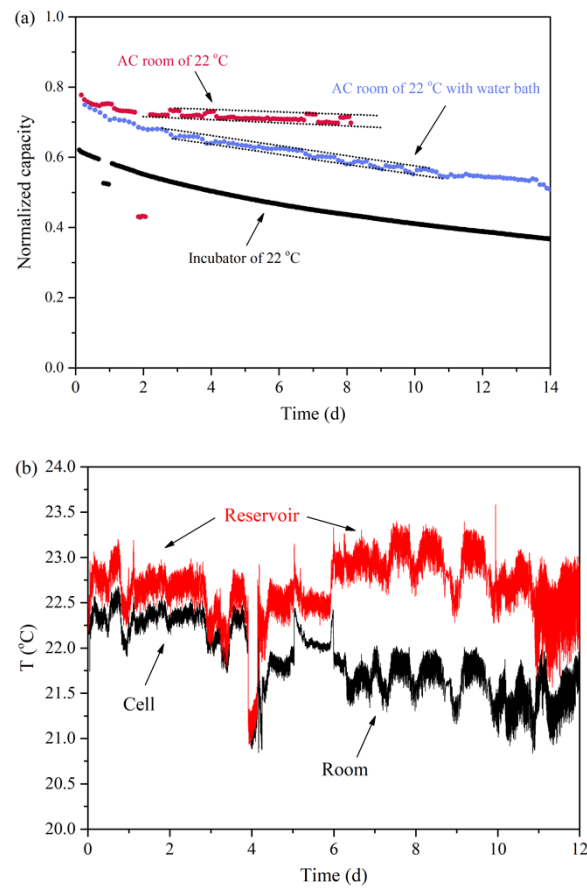 (a)
AC room of 22 °C
AC room of 22 °C with water bath
Incubator of 22 °C
Normalized capacity
1.0
0.8
0.6
0.4
0.2
0.0
0 2 4 6 8 10 12 14
Time (d)
(b)
Reservoir
Cell
Room
T (°C)
24.0
23.5
23.0
22.5
22.0
21.5
21.0
20.0
0 2 4 6 8 10 12
Time (d)